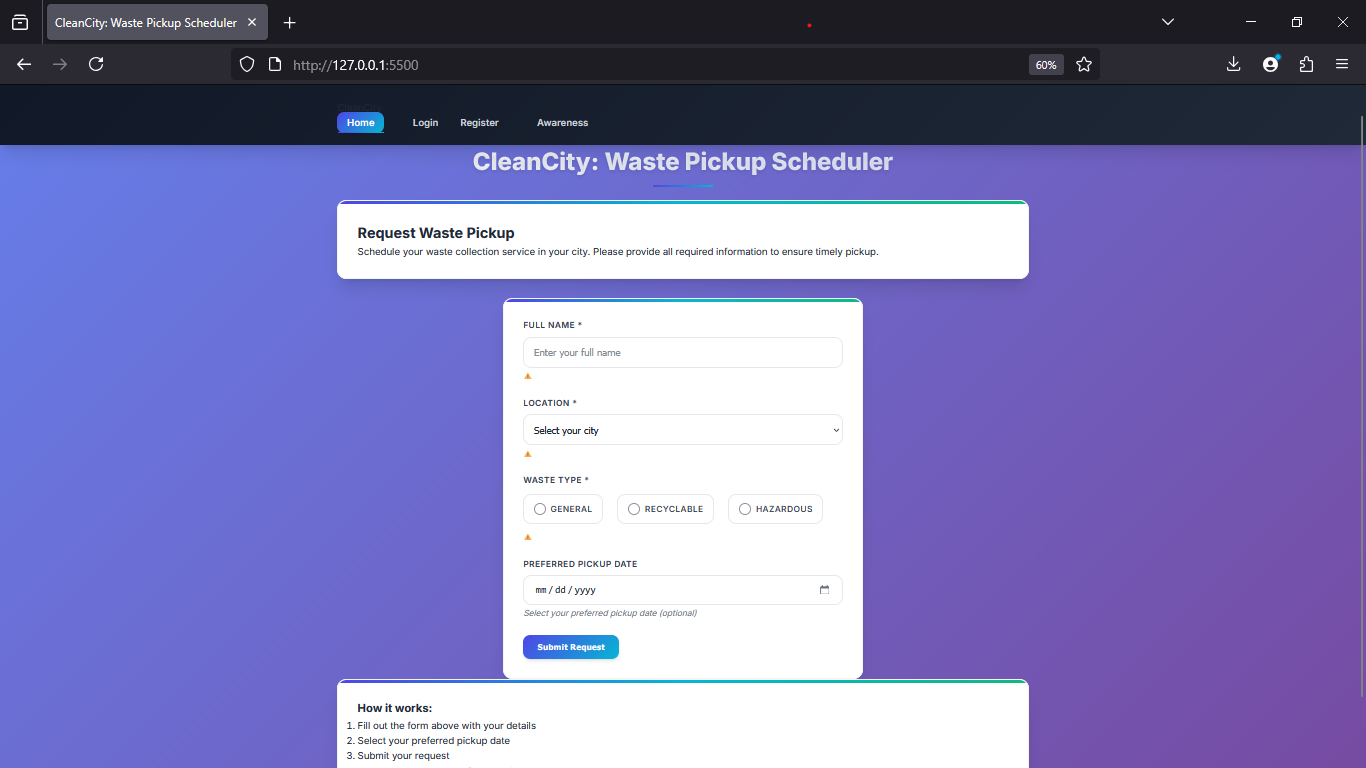 CleanCity: Waste Pickup Scheduler
http://127.0.0.1:5500
60%
CleanCity
Home Login Register Awareness
CleanCity: Waste Pickup Scheduler
Request Waste Pickup
Schedule your waste collection service in your city. Please provide all required information to ensure timely pickup.
FULL NAME *
Enter your full name
LOCATION *
Select your city
WASTE TYPE *
GENERAL RECYCLABLE HAZARDOUS
PREFERRED PICKUP DATE
mm/dd/yyyy
Select your preferred pickup date (optional)
Submit Request
How it works:
1. Fill out the form above with your details
2. Select your preferred pickup date
3. Submit your request